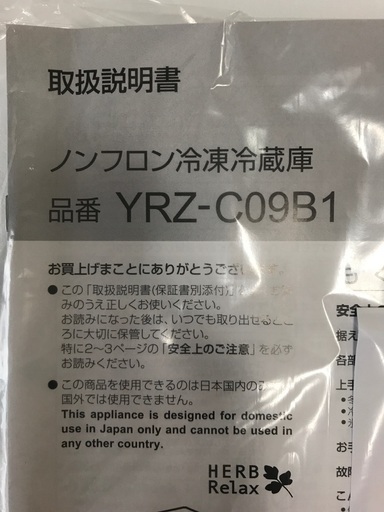 取扱説明書
ノンフロン冷凍冷蔵庫
品番 YRZ-C09B1
お買上げまことにありがとうござい
● この「取扱説明書(保証書別添付)
みのうえ正しくお使いください。
お読みになった後は、いつでも取り出せる
ろに大切に保管してください。
特に2~3ページの「安全上のご注意」を必ず
お読みください。
● この商品を使用できるのは日本国内の
国外では使用できません。
This appliance is designed for domestic
use in Japan only and cannot be used in
any other country.
HERB
Relax
安全上
据え
各部
上手
お手
故障